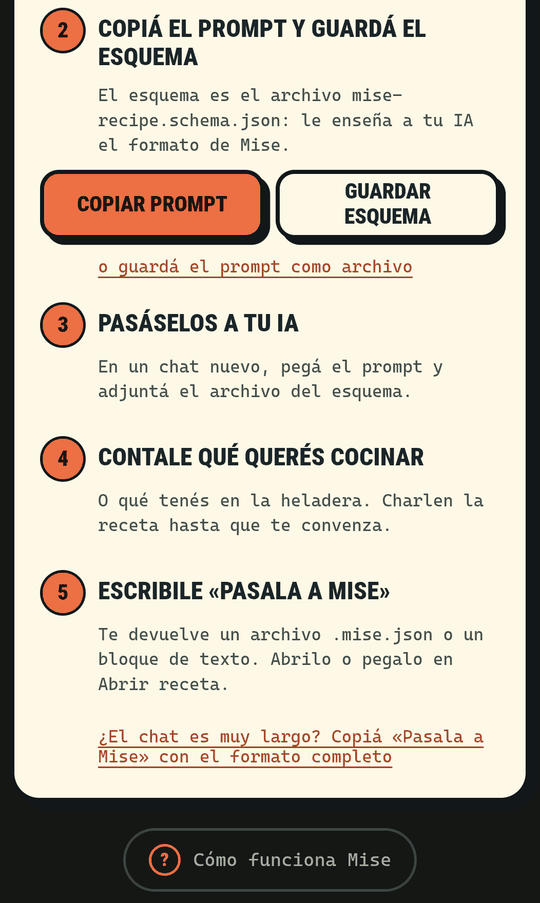 2
COPIÁ EL PROMPT Y GUARDÁ EL
ESQUEMA
El esquema es el archivo mise-
recipe.schema.json: le enseña a tu IA
el formato de Mise.
COPIAR PROMPT
GUARDAR
ESQUEMA
o guardá el prompt como archivo
3
PASÁSELOS A TU IA
En un chat nuevo, pegá el prompt y
adjuntá el archivo del esquema.
4
CONTALE QUÉ QUERÉS COCINAR
O qué tenés en la heladera. Charlen la
receta hasta que te convenza.
5
ESCRIBILE «PASALA A MISE»
Te devuelve un archivo .mise.json o un
bloque de texto. Abrilo o pegalo en
Abrir receta.
¿El chat es muy largo? Copiá «Pasala a
Mise» con el formato completo
? Cómo funciona Mise